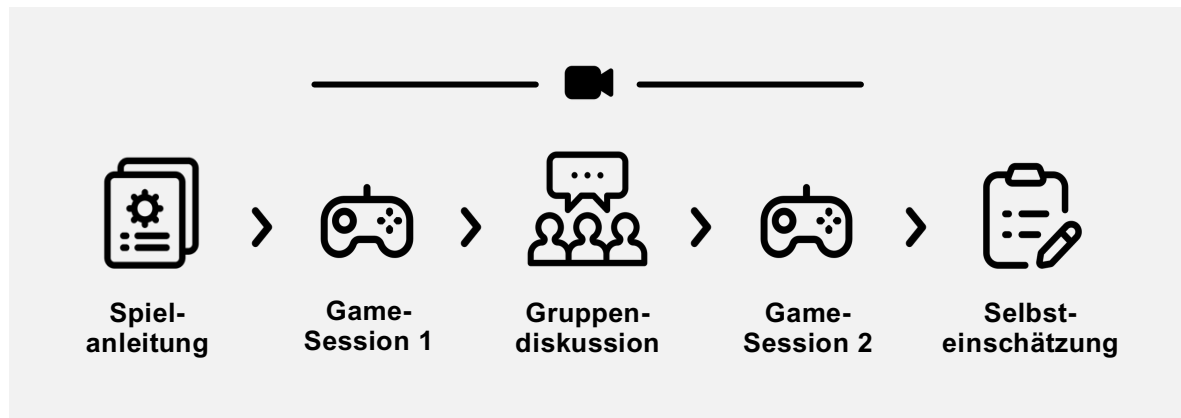 Spiel-
anleitung
Game-
Session 1
Gruppen-
diskussion
Game-
Session 2
Selbst-
einschätzung